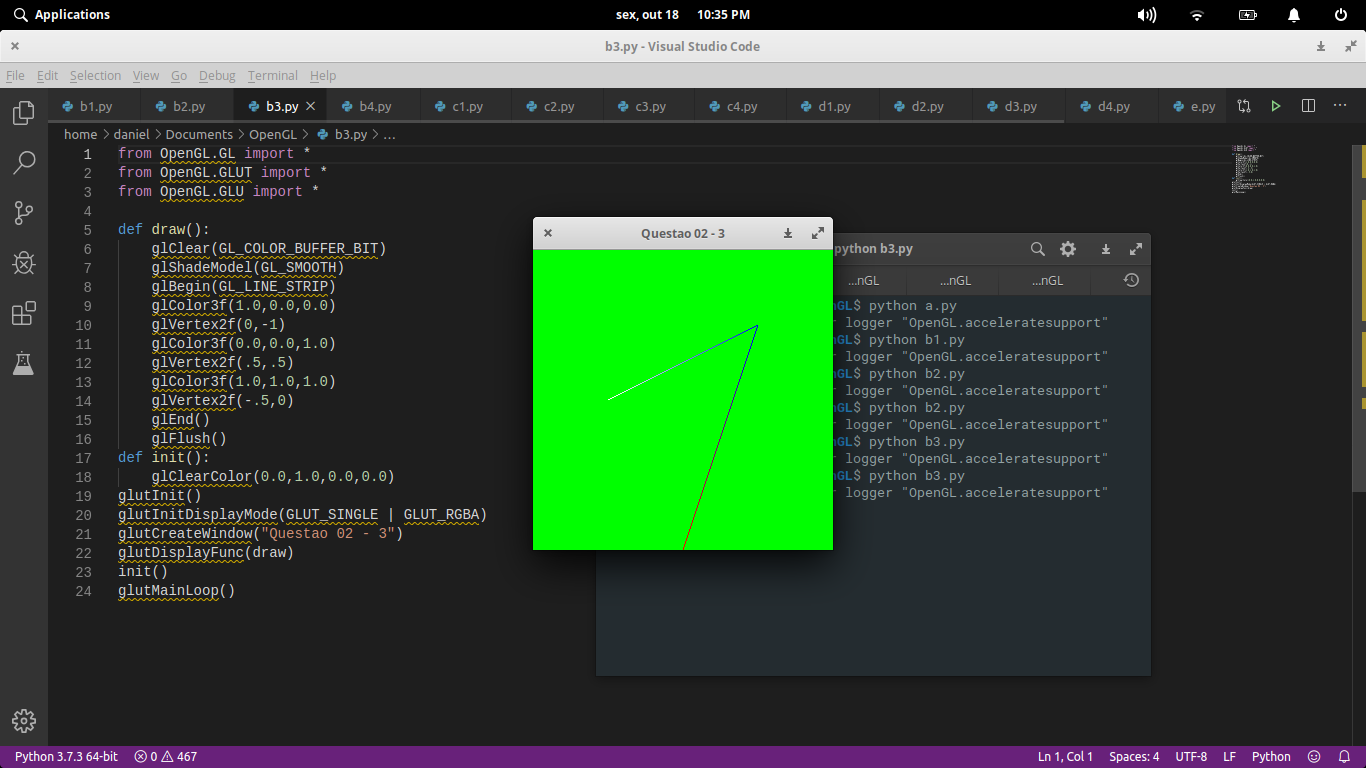 Applications sex, out 18 10:35 PM
b3.py - Visual Studio Code
File Edit Selection View Go Debug Terminal Help
b1.py b2.py b3.py b4.py c1.py c2.py c3.py c4.py d1.py d2.py d3.py d4.py e.py
home > daniel > Documents > OpenGL > b3.py > ...
1 from OpenGL.GL import *
2 from OpenGL.GLUT import *
3 from OpenGL.GLU import *
4
5 def draw():
6 glClear(GL_COLOR_BUFFER_BIT)
7 glShadeModel(GL_SMOOTH)
8 glBegin(GL_LINE_STRIP)
9 glColor3f(1.0,0.0,0.0)
10 glVertex2f(0,-1)
11 glColor3f(0.0,0.0,1.0)
12 glVertex2f(.5,.5)
13 glColor3f(1.0,1.0,1.0)
14 glVertex2f(-.5,0)
15 glEnd()
16 glFlush()
17 def init():
18 glClearColor(0.0,1.0,0.0,0.0)
19 glutInit()
20 glutInitDisplayMode(GLUT_SINGLE | GLUT_RGBA)
21 glutCreateWindow("Questao 02 - 3")
22 glutDisplayFunc(draw)
23 init()
24 glutMainLoop()
Questao 02 - 3
python b3.py
...nGL ...nGL ...nGL
nGL$ python a.py
r logger "OpenGL.acceleratesupport"
nGL$ python b1.py
r logger "OpenGL.acceleratesupport"
nGL$ python b2.py
r logger "OpenGL.acceleratesupport"
nGL$ python b2.py
r logger "OpenGL.acceleratesupport"
nGL$ python b3.py
r logger "OpenGL.acceleratesupport"
nGL$ python b3.py
r logger "OpenGL.acceleratesupport"
Python 3.7.3 64-bit 0 467 Ln 1, Col 1 Spaces: 4 UTF-8 LF Python